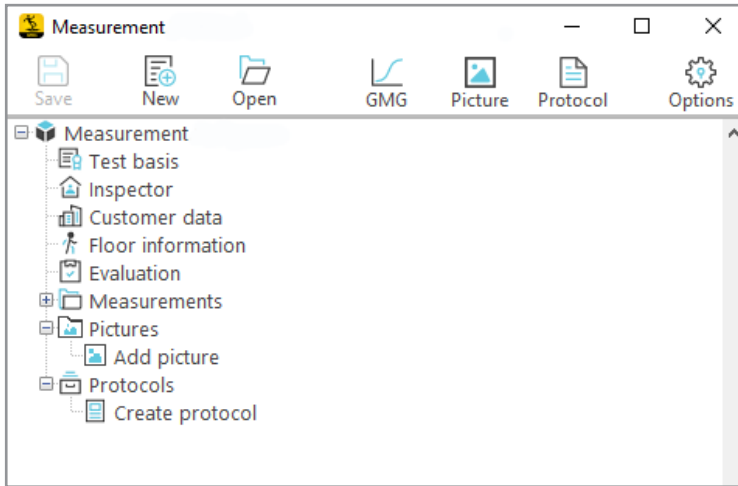 Measurement
Save New Open GMG Picture Protocol Options
Measurement
Test basis
Inspector
Customer data
Floor information
Evaluation
Measurements
Pictures
Add picture
Protocols
Create protocol